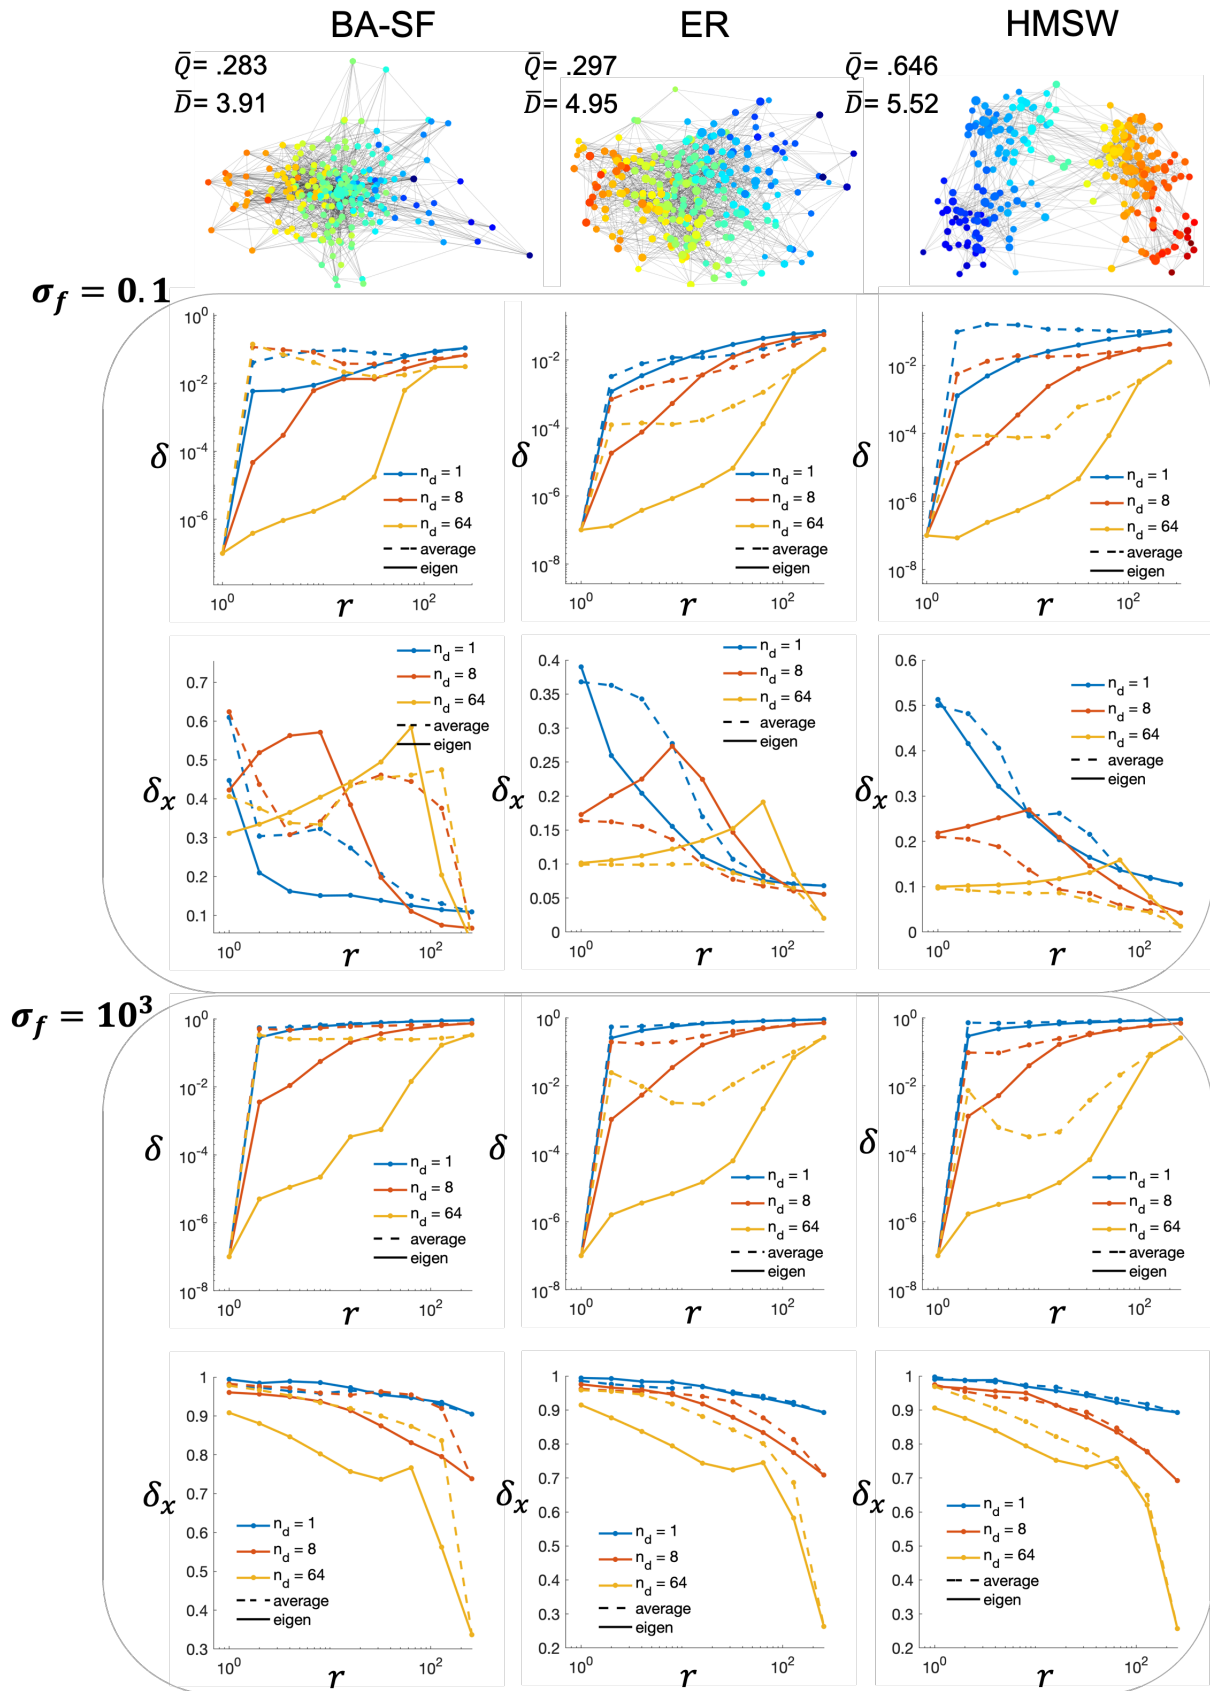 BA-SF
ER
HMSW
Q̅= .283
D̅= 3.91
Q̅= .297
D̅= 4.95
Q̅= .646
D̅= 5.52
σ_f = 0.1
10^0
10^-2
10^-4
10^-6
δ
n_d = 1
n_d = 8
n_d = 64
average
eigen
10^0
r
10^2
10^-2
10^-4
10^-6
10^-8
δ
n_d = 1
n_d = 8
n_d = 64
average
eigen
10^0
r
10^2
10^-2
10^-4
10^-6
10^-8
δ
n_d = 1
n_d = 8
n_d = 64
average
eigen
10^0
r
10^2
0.7
0.6
0.5
0.4
0.3
0.2
0.1
δ_x
n_d = 1
n_d = 8
n_d = 64
average
eigen
10^0
r
10^2
0.4
0.35
0.3
0.25
0.2
0.15
0.1
0.05
0
δ_x
n_d = 1
n_d = 8
n_d = 64
average
eigen
10^0
r
10^2
0.6
0.5
0.4
0.3
0.2
0.1
0
δ_x
n_d = 1
n_d = 8
n_d = 64
average
eigen
10^0
r
10^2
σ_f = 10^3
10^0
10^-2
10^-4
10^-6
10^-8
δ
n_d = 1
n_d = 8
n_d = 64
average
eigen
10^0
r
10^2
10^0
10^-2
10^-4
10^-6
10^-8
δ
n_d = 1
n_d = 8
n_d = 64
average
eigen
10^0
r
10^2
10^0
10^-2
10^-4
10^-6
10^-8
δ
n_d = 1
n_d = 8
n_d = 64
average
eigen
10^0
r
10^2
1
0.9
0.8
0.7
0.6
0.5
0.4
0.3
δ_x
n_d = 1
n_d = 8
n_d = 64
average
eigen
10^0
r
10^2
1
0.9
0.8
0.7
0.6
0.5
0.4
0.3
0.2
δ_x
n_d = 1
n_d = 8
n_d = 64
average
eigen
10^0
r
10^2
1
0.9
0.8
0.7
0.6
0.5
0.4
0.3
0.2
δ_x
n_d = 1
n_d = 8
n_d = 64
average
eigen
10^0
r
10^2